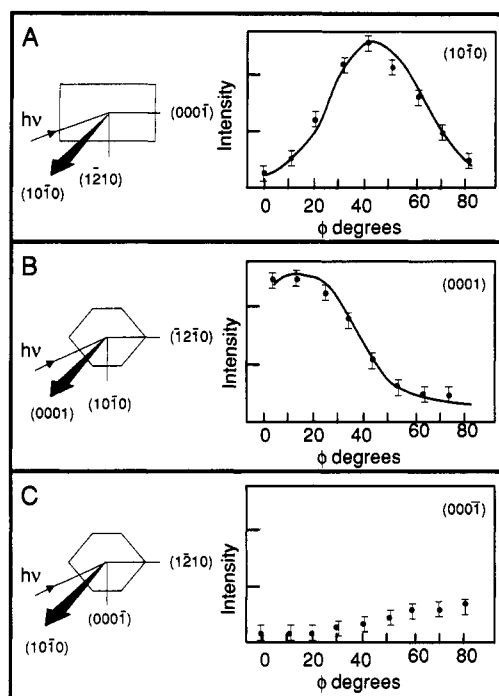 A
hν
(101̄0)
(12̄10)
(0001̄)
(101̄0)
Intensity
0 20 40 60 80
ϕ degrees
B
hν
(0001)
(101̄0)
(1̄21̄0)
(0001)
Intensity
0 20 40 60 80
ϕ degrees
C
hν
(101̄0)
(0001̄)
(12̄10)
(0001̄)
Intensity
0 20 40 60 80
ϕ degrees